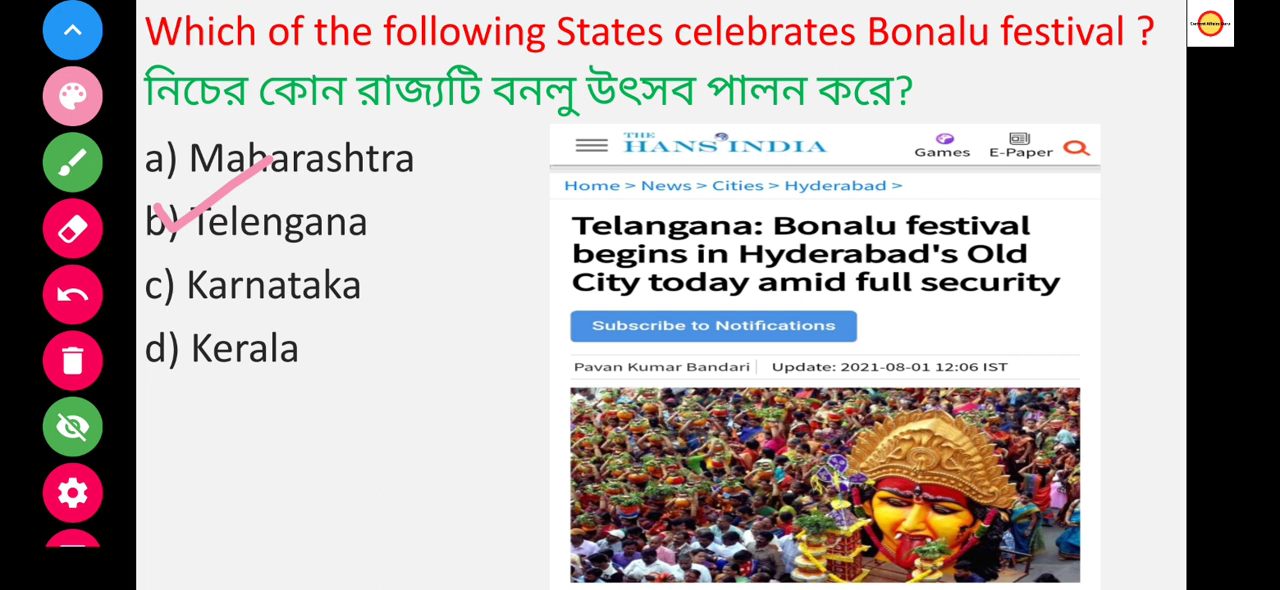 Which of the following States celebrates Bonalu festival ?
নিচের কোন রাজ্যটি বনলু উৎসব পালন করে?
a) Maharashtra
b) Telengana
c) Karnataka
d) Kerala
THE
HANS INDIA
Games
E-Paper
Home > News > Cities > Hyderabad >
Telangana: Bonalu festival
begins in Hyderabad's Old
City today amid full security
Subscribe to Notifications
Pavan Kumar Bandari
Update: 2021-08-01 12:06 IST